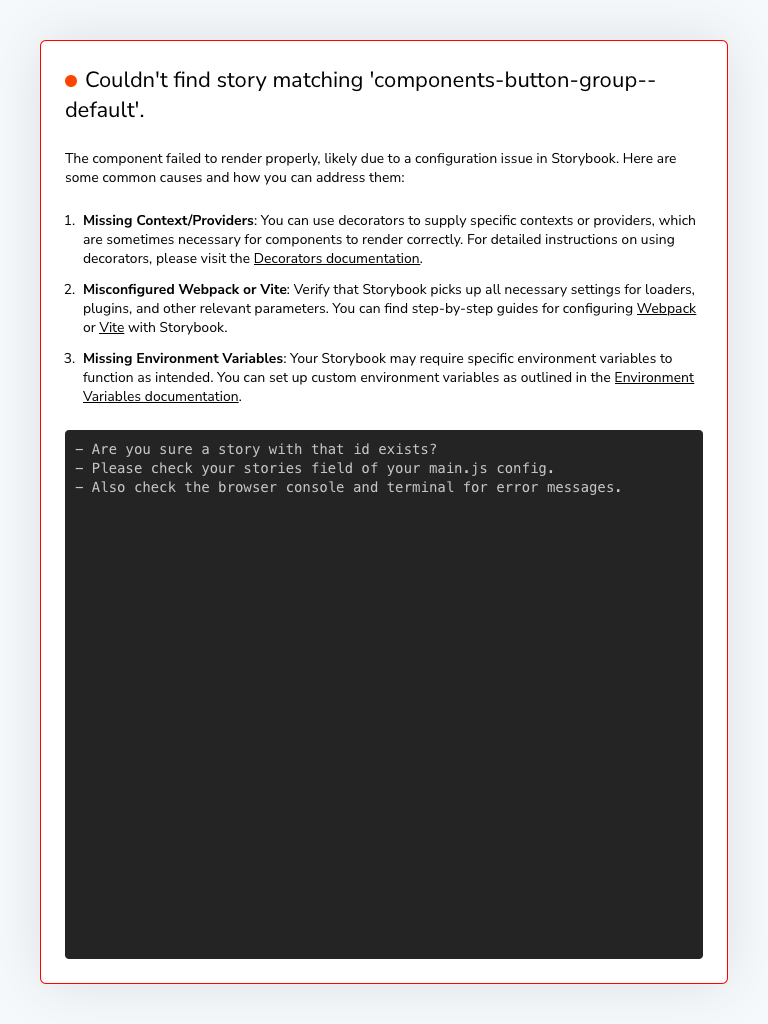 Couldn't find story matching 'components-button-group--
default'.
The component failed to render properly, likely due to a configuration issue in Storybook. Here are
some common causes and how you can address them:
1. Missing Context/Providers: You can use decorators to supply specific contexts or providers, which
are sometimes necessary for components to render correctly. For detailed instructions on using
decorators, please visit the Decorators documentation.
2. Misconfigured Webpack or Vite: Verify that Storybook picks up all necessary settings for loaders,
plugins, and other relevant parameters. You can find step-by-step guides for configuring Webpack
or Vite with Storybook.
3. Missing Environment Variables: Your Storybook may require specific environment variables to
function as intended. You can set up custom environment variables as outlined in the Environment
Variables documentation.
- Are you sure a story with that id exists?
- Please check your stories field of your main.js config.
- Also check the browser console and terminal for error messages.